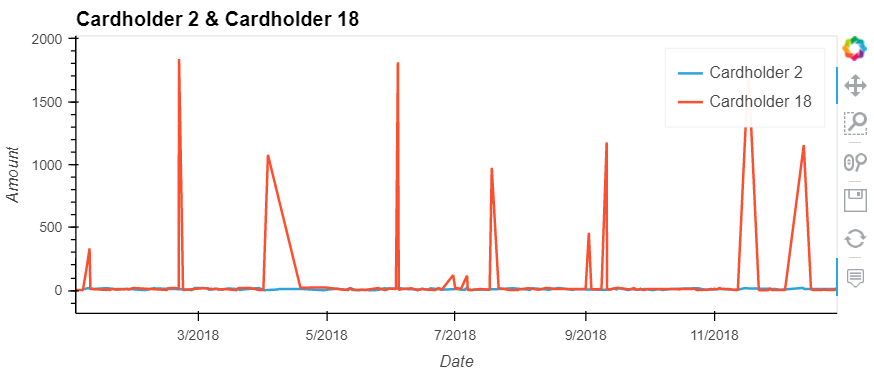 Cardholder 2 & Cardholder 18
2000
1500
1000
500
0
Amount
Cardholder 2
Cardholder 18
3/2018
5/2018
7/2018
9/2018
11/2018
Date